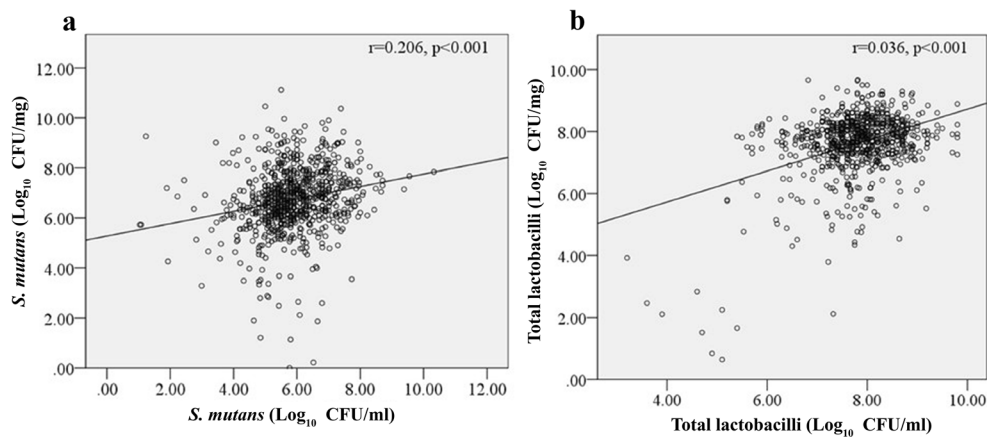 a
r=0.206, p<0.001
S. mutans (Log10 CFU/mg)
12.00
10.00
8.00
6.00
4.00
2.00
.00
.00 2.00 4.00 6.00 8.00 10.00 12.00
S. mutans (Log10 CFU/ml)
b
r=0.036, p<0.001
Total lactobacilli (Log10 CFU/mg)
10.00
8.00
6.00
4.00
2.00
.00
4.00 6.00 8.00 10.00
Total lactobacilli (Log10 CFU/ml)